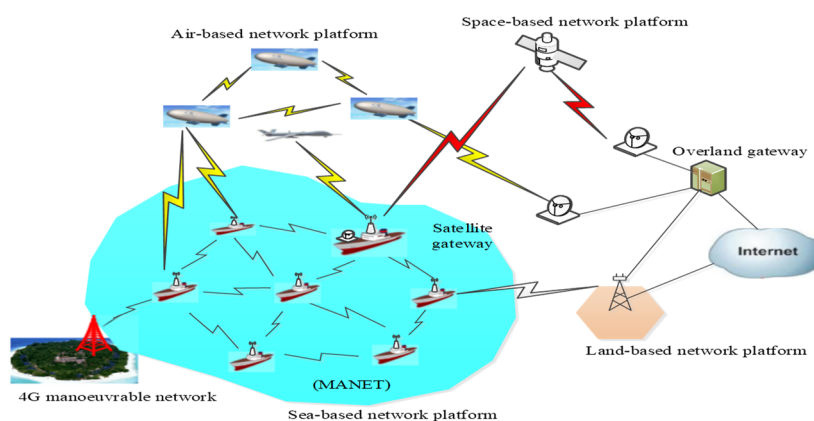 Space-based network platform
Air-based network platform
Overland gateway
Satellite
gateway
Internet
Land-based network platform
(MANET)
4G manoeuvrable network
Sea-based network platform